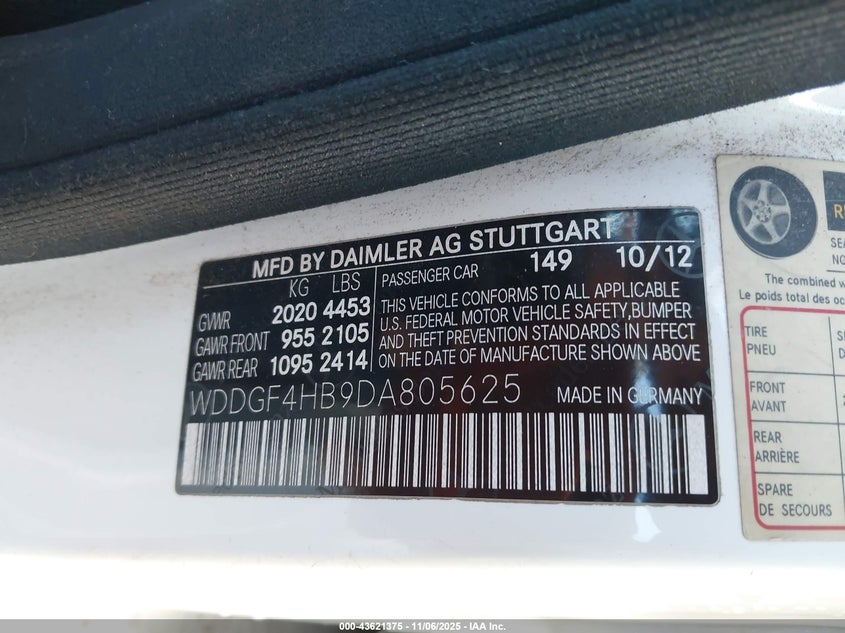 MFD BY DAIMLER AG STUTTGART
KG LBS
GVWR 2020 4453
GAWR FRONT 955 2105
GAWR REAR 1095 2414
PASSENGER CAR 149 10/12
THIS VEHICLE CONFORMS TO ALL APPLICABLE
U.S. FEDERAL MOTOR VEHICLE SAFETY,BUMPER
AND THEFT PREVENTION STANDARDS IN EFFECT
ON THE DATE OF MANUFACTURE SHOWN ABOVE
WDDGF4HB9DA805625 MADE IN GERMANY
The combined
Le poids total des
TIRE
PNEU
FRONT
AVANT
REAR
ARRIÈRE
SPARE
DE SECOURS
000-43621375 - 11/06/2025 - IAA Inc.